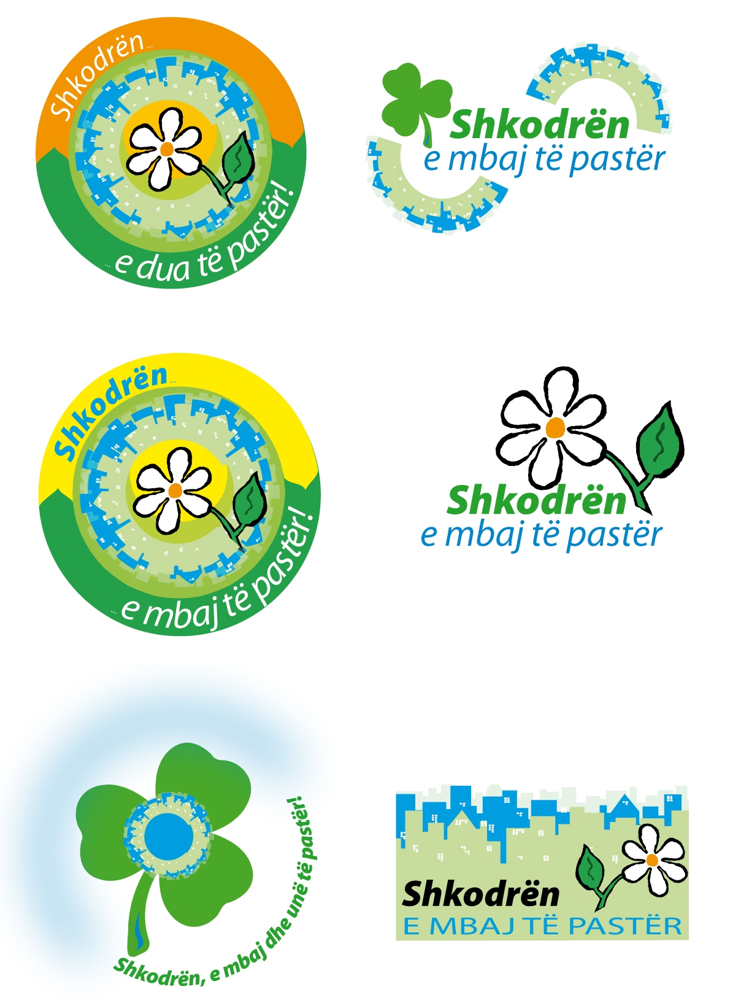 Shkodrën...
...e dua të pastër!
Shkodrën
e mbaj të pastër
Shkodrën...
...e mbaj të pastër!
Shkodrën
e mbaj të pastër
Shkodrën, e mbaj dhe unë të pastër!
Shkodrën
E MBAJ TË PASTËR